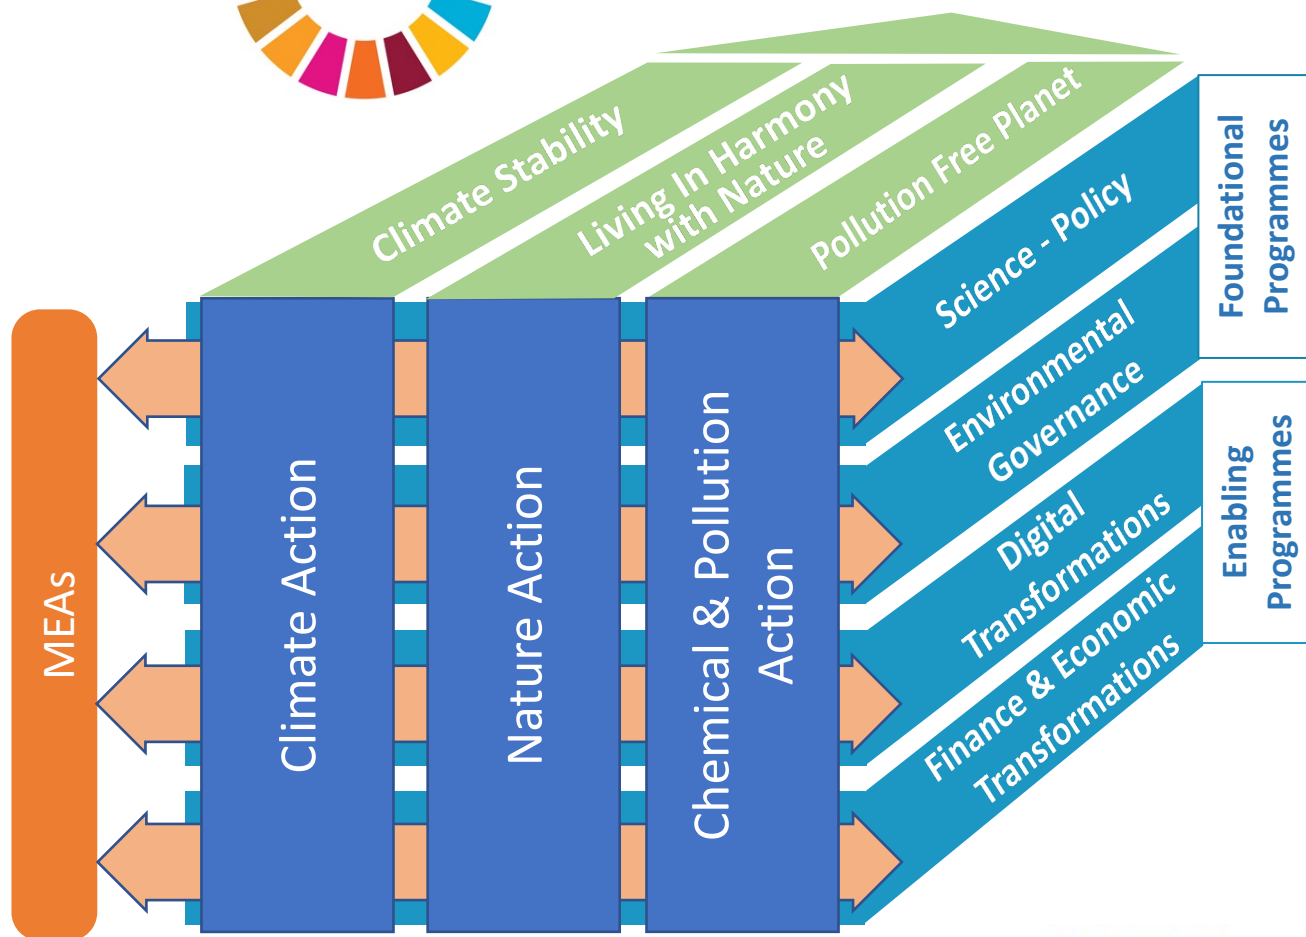 Climate Stability
Living In Harmony
with Nature
Pollution Free Planet
Science - Policy
Environmental
Governance
Digital
Transformations
Finance & Economic
Transformations
Foundational
Programmes
Enabling
Programmes
MEAs
Climate Action
Nature Action
Chemical & Pollution
Action